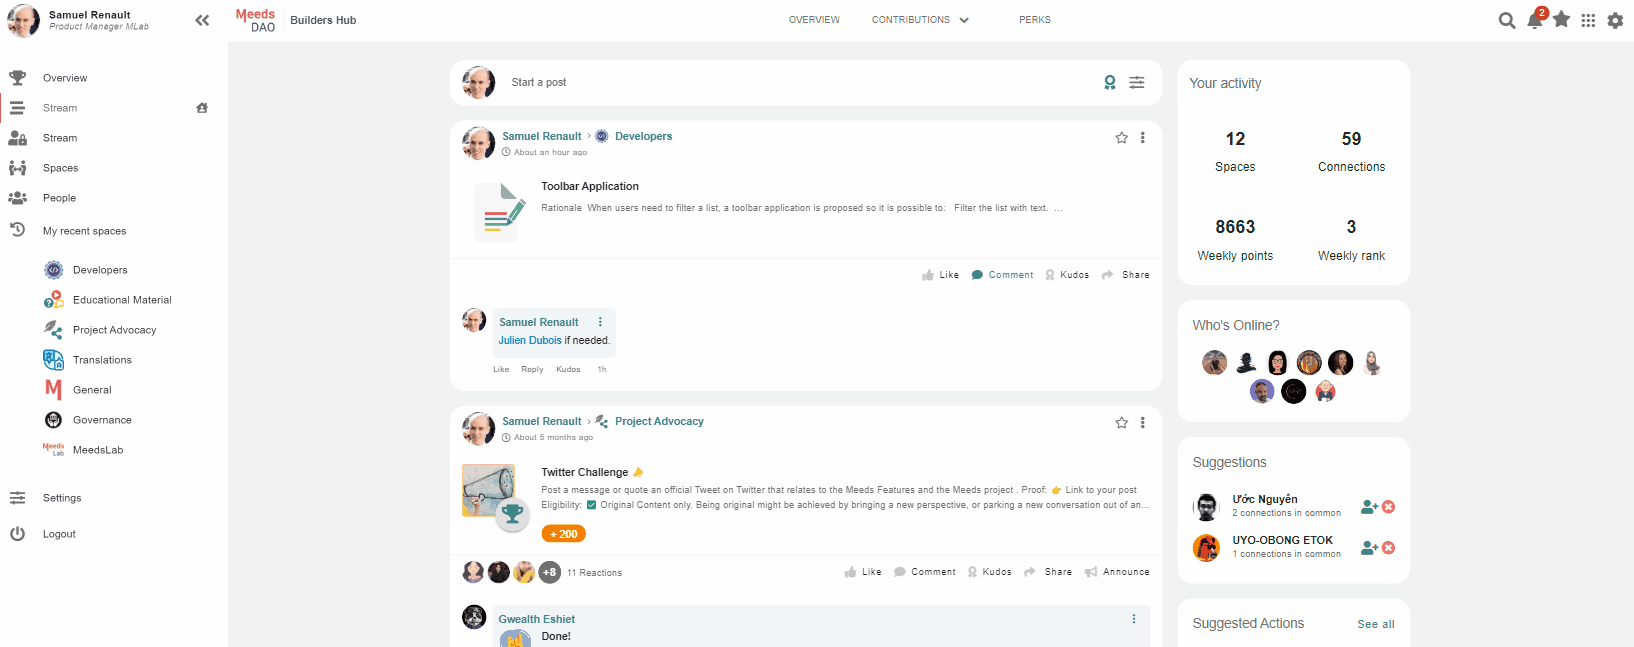 Samuel Renault
Product Manager MLab
Meeds
DAO
Builders Hub
OVERVIEW
CONTRIBUTIONS
PERKS
2
Overview
Stream
Stream
Spaces
People
My recent spaces
Developers
Educational Material
Project Advocacy
Translations
M
General
Governance
Meeds
Lab
MeedsLab
Settings
Logout
Start a post
Samuel Renault › Developers
About an hour ago
Toolbar Application
Rationale When users need to filter a list, a toolbar application is proposed so it is possible to: Filter the list with text. ...
Like Comment Kudos Share
Samuel Renault
Julien Dubois if needed.
Like Reply Kudos 1h
Samuel Renault › Project Advocacy
About 5 months ago
Twitter Challenge
Post a message or quote an official Tweet on Twitter that relates to the Meeds Features and the Meeds project . Proof: 👉 Link to your post
Eligibility: ✅ Original Content only. Being original might be achieved by bringing a new perspective, or parking a new conversation out of an...
+ 200
+8 11 Reactions
Like Comment Kudos Share Announce
Gwealth Eshiet
Done!
Your activity
12 59
Spaces Connections
8663 3
Weekly points Weekly rank
Who's Online?
Suggestions
Ước Nguyến
2 connections in common
UYO-OBONG ETOK
1 connections in common
Suggested Actions See all